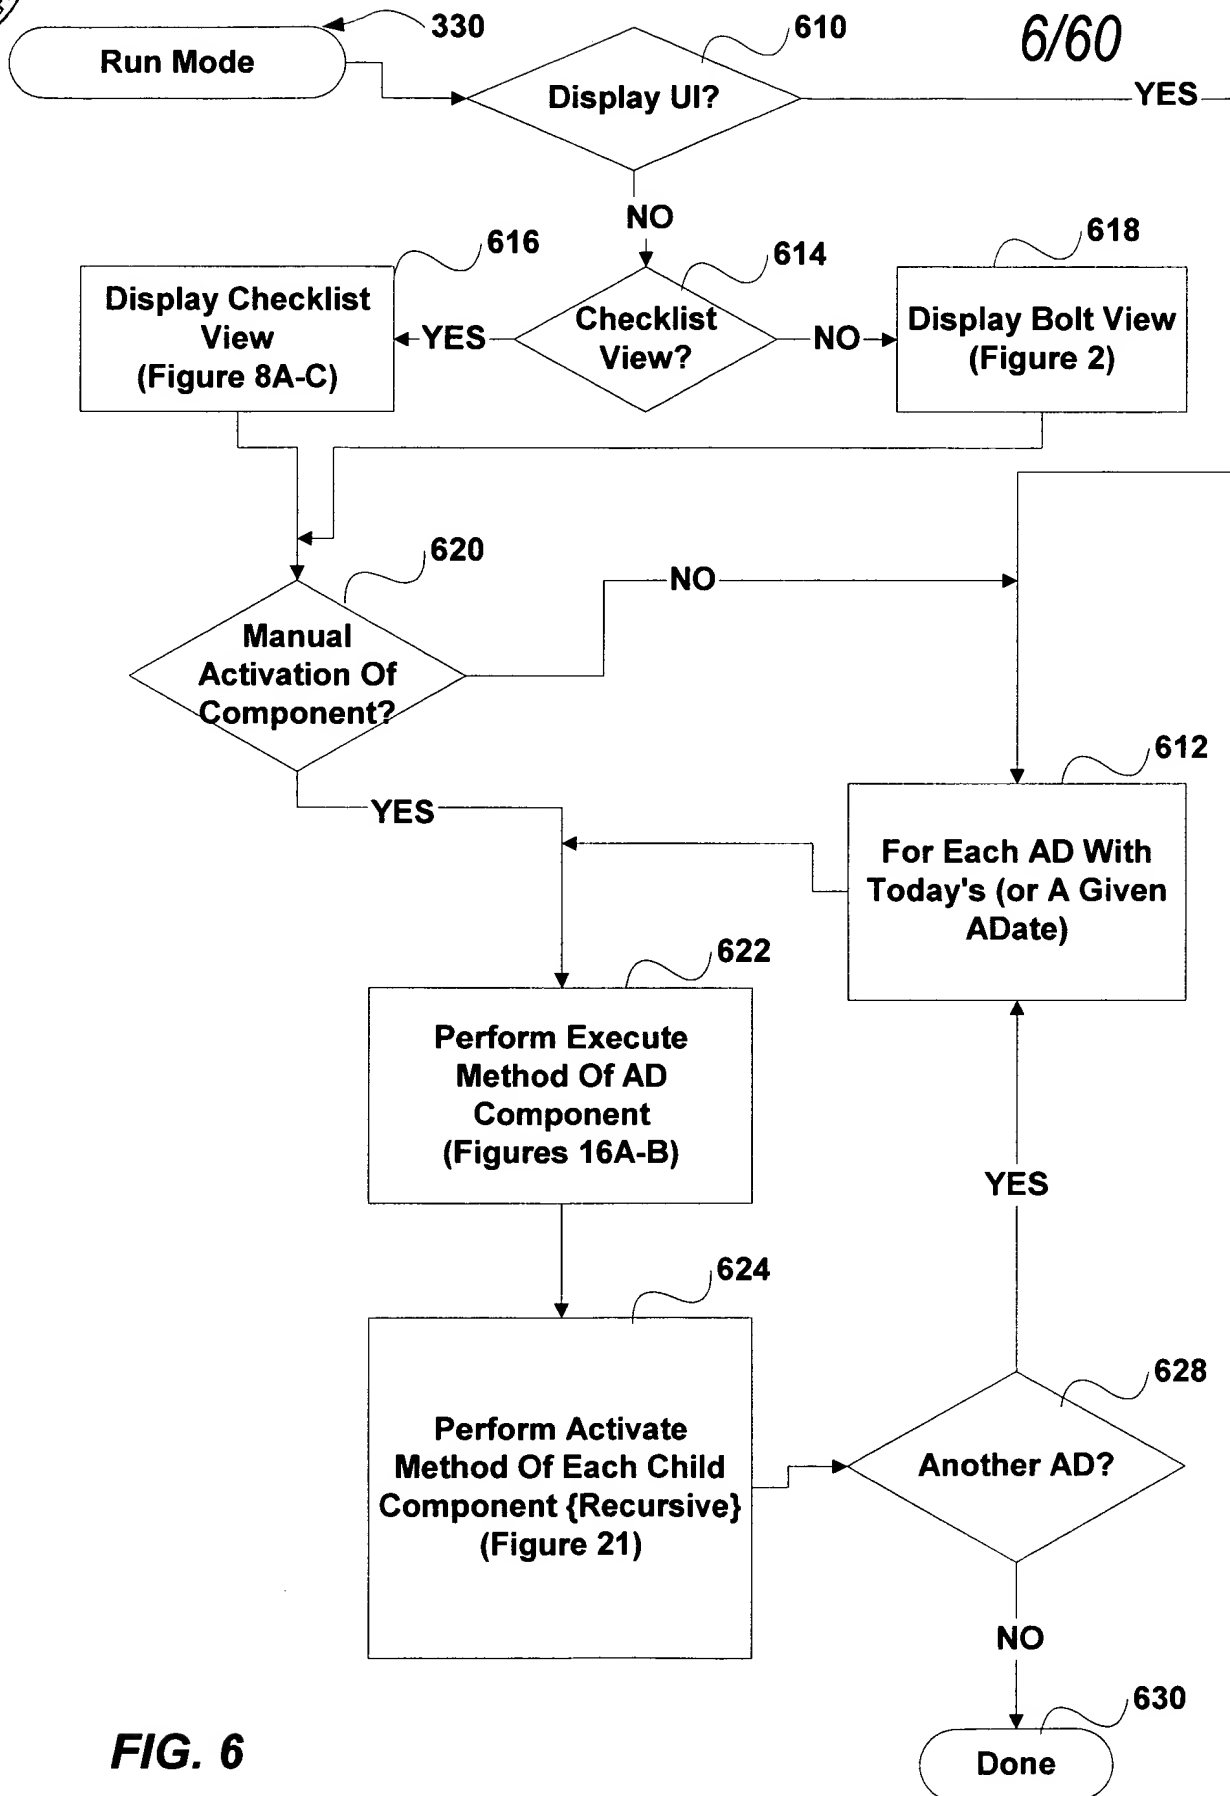 330
610
6/60
Run Mode
Display UI?
YES
NO
616
614
618
Display Checklist
View
(Figure 8A-C)
YES
Checklist
View?
NO
Display Bolt View
(Figure 2)
620
NO
Manual
Activation Of
Component?
612
YES
For Each AD With
Today's (or A Given
ADate)
622
Perform Execute
Method Of AD
Component
(Figures 16A-B)
YES
624
628
Perform Activate
Method Of Each Child
Component {Recursive}
(Figure 21)
Another AD?
NO
630
FIG. 6
Done